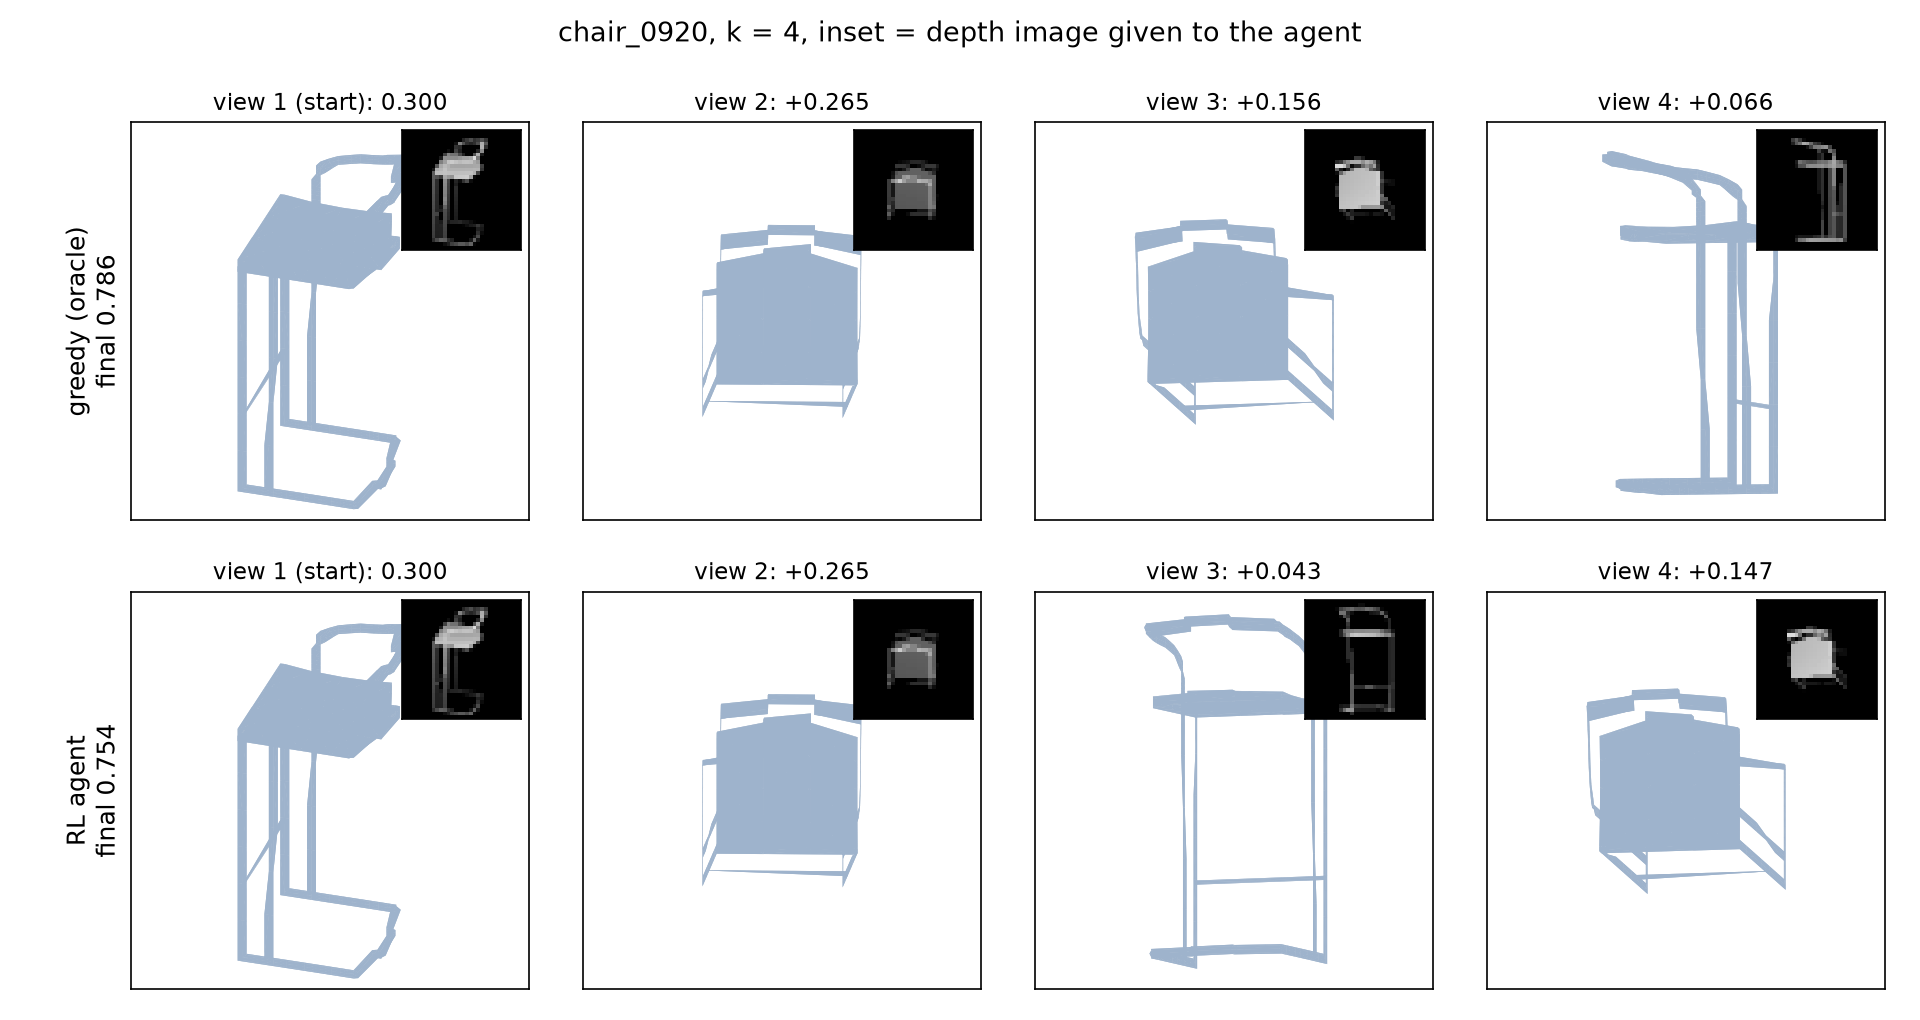 chair_0920, k = 4, inset = depth image given to the agent
greedy (oracle)
final 0.786
view 1 (start): 0.300
view 2: +0.265
view 3: +0.156
view 4: +0.066
RL agent
final 0.754
view 1 (start): 0.300
view 2: +0.265
view 3: +0.043
view 4: +0.147